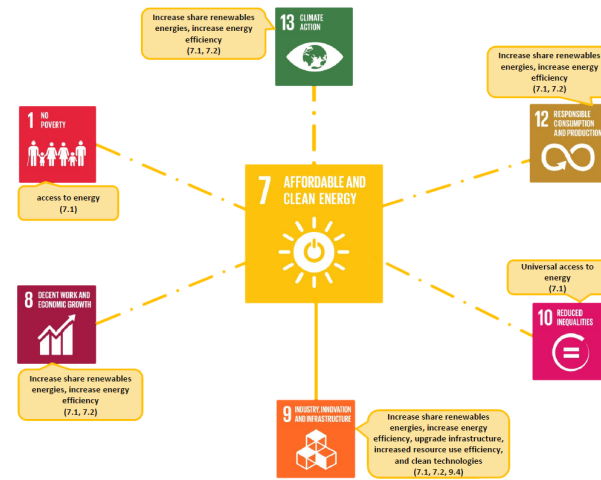 Increase share renewables
energies, increase energy
efficiency
(7.1, 7.2)
13 CLIMATE
ACTION
Increase share renewables
energies, increase energy
efficiency
(7.1, 7.2)
12 RESPONSIBLE
CONSUMPTION
AND PRODUCTION
1 NO
POVERTY
access to energy
(7.1)
7 AFFORDABLE AND
CLEAN ENERGY
Universal access to
energy
(7.1)
8 DECENT WORK AND
ECONOMIC GROWTH
10 REDUCED
INEQUALITIES
Increase share renewables
energies, increase energy
efficiency
(7.1, 7.2)
9 INDUSTRY, INNOVATION
AND INFRASTRUCTURE
Increase share renewables
energies, increase energy
efficiency, upgrade infrastructure,
increased resource use efficiency,
and clean technologies
(7.1, 7.2, 9.4)